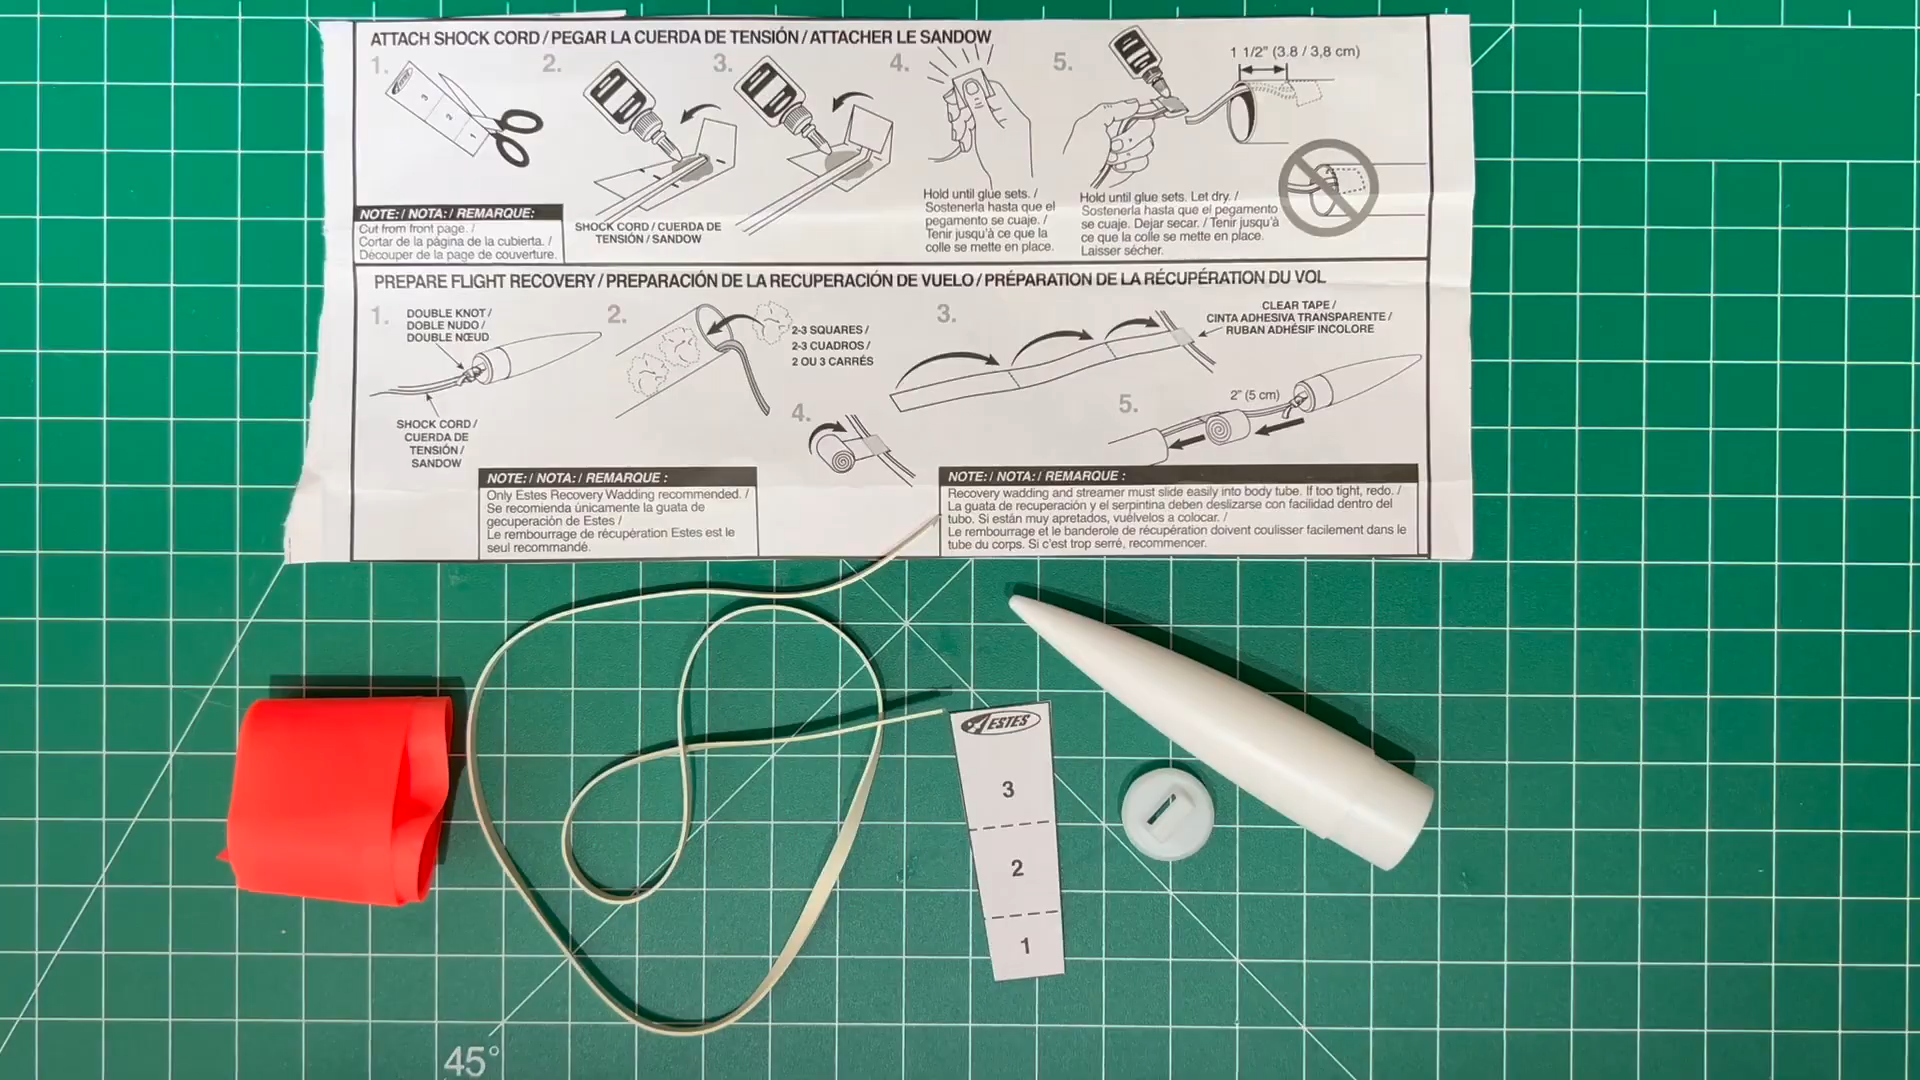 ATTACH SHOCK CORD / PEGAR LA CUERDA DE TENSIÓN / ATTACHER LE SANDOW
1.
2.
3.
4.
5.
1 1/2" (3.8 / 3,8 cm)
ESTES
3
2
1
SHOCK CORD / CUERDA DE
TENSIÓN / SANDOW
Hold until glue sets. /
Sostenerla hasta que el
pegamento se cuaje. /
Tenir jusqu'à ce que la
colle se mette en place.
Hold until glue sets. Let dry. /
Sostenerla hasta que el pegamento
se cuaje. Dejar secar. / Tenir jusqu'à
ce que la colle se mette en place.
Laisser sécher.
NOTE: / NOTA: / REMARQUE:
Cut from front page. /
Cortar de la página de la cubierta. /
Découper de la page de couverture.
PREPARE FLIGHT RECOVERY / PREPARACIÓN DE LA RECUPERACIÓN DE VUELO / PRÉPARATION DE LA RÉCUPÉRATION DU VOL
1.
DOUBLE KNOT /
DOBLE NUDO /
DOUBLE NŒUD
SHOCK CORD /
CUERDA DE
TENSIÓN /
SANDOW
2.
2-3 SQUARES /
2-3 CUADROS /
2 OU 3 CARRÉS
3.
CLEAR TAPE /
CINTA ADHESIVA TRANSPARENTE /
RUBAN ADHÉSIF INCOLORE
4.
5.
2" (5 cm)
NOTE: / NOTA: / REMARQUE :
Only Estes Recovery Wadding recommended. /
Se recomienda únicamente la guata de
gecuperación de Estes /
Le rembourrage de récupération Estes est le
seul recommandé.
NOTE: / NOTA: / REMARQUE :
Recovery wadding and streamer must slide easily into body tube. If too tight, redo. /
La guata de recuperación y el serpintina deben deslizarse con facilidad dentro del
tubo. Si están muy apretados, vuélvelos a colocar. /
Le rembourrage et le banderole de récupération doivent coulisser facilement dans le
tube du corps. Si c'est trop serré, recommencer.
ESTES
3
2
1
45°